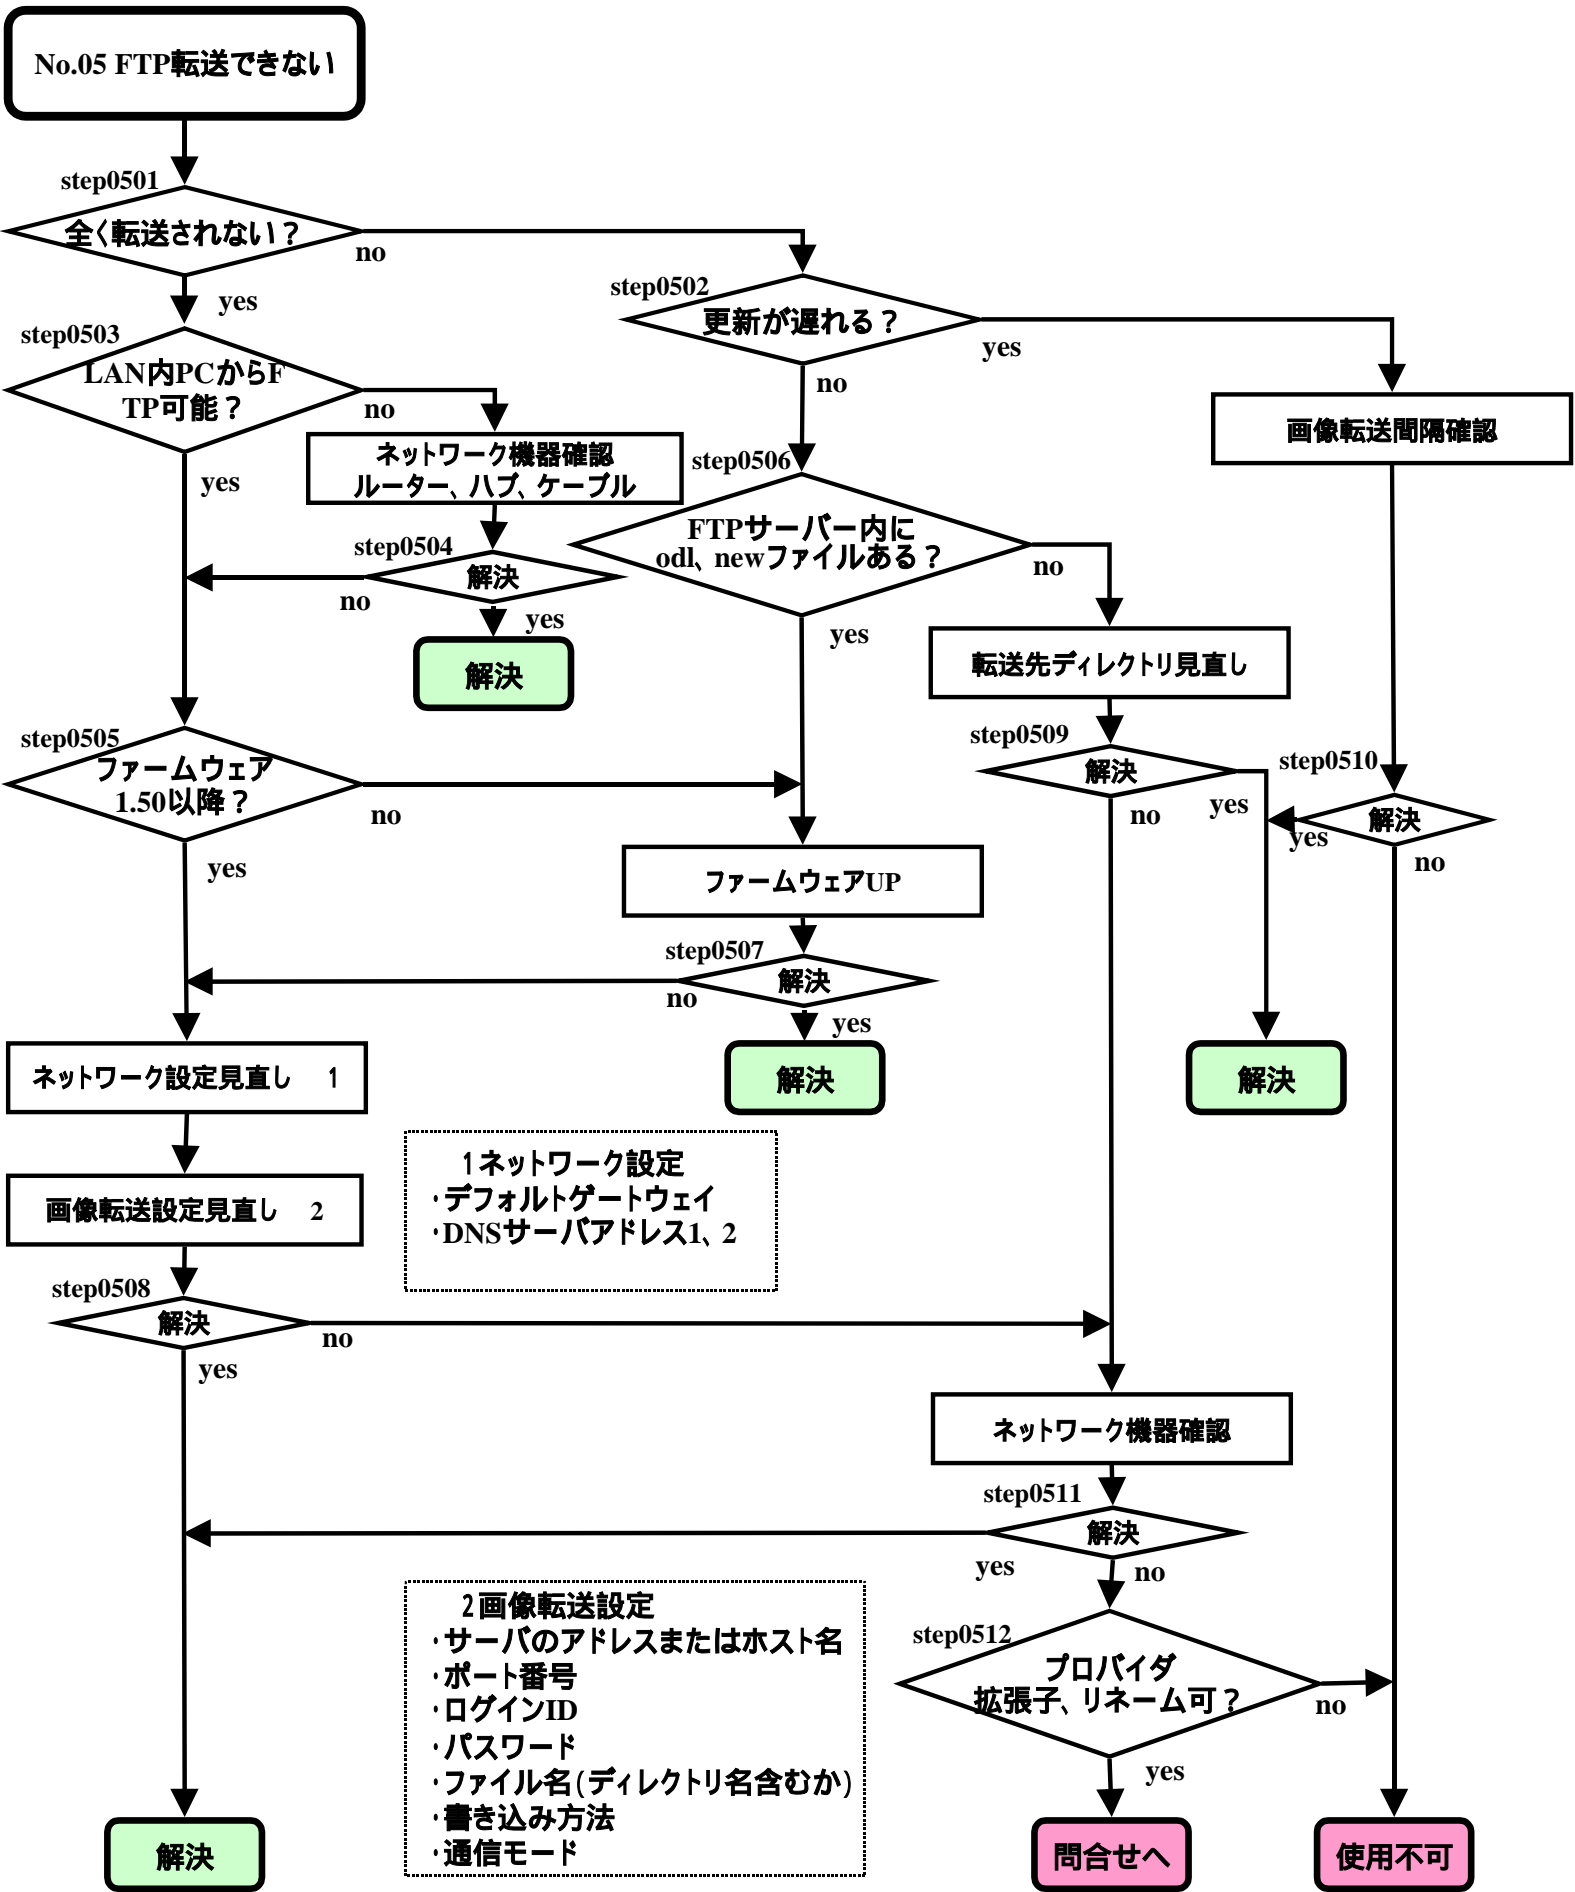 No.05 FTP転送できない
step0501
全く転送されない？
no
yes
step0502
更新が遅れる？
yes
no
step0503
LAN内PCからF
TP可能？
no
yes
ネットワーク機器確認
ルーター、ハブ、ケーブル
step0504
解決
no
yes
解決
画像転送間隔確認
step0506
FTPサーバー内に
odl、newファイルある？
no
yes
転送先ディレクトリ見直し
step0509
解決
yes
no
step0510
解決
yes
no
step0505
ファームウェア
1.50以降？
no
yes
ファームウェアUP
step0507
解決
no
yes
解決
解決
ネットワーク設定見直し 1
画像転送設定見直し 2
1ネットワーク設定
・デフォルトゲートウェイ
・DNSサーバアドレス1、2
step0508
解決
no
yes
ネットワーク機器確認
step0511
解決
yes
no
step0512
プロバイダ
拡張子、リネーム可？
no
yes
2画像転送設定
・サーバのアドレスまたはホスト名
・ポート番号
・ログインID
・パスワード
・ファイル名(ディレクトリ名含むか)
・書き込み方法
・通信モード
解決
問合せへ
使用不可